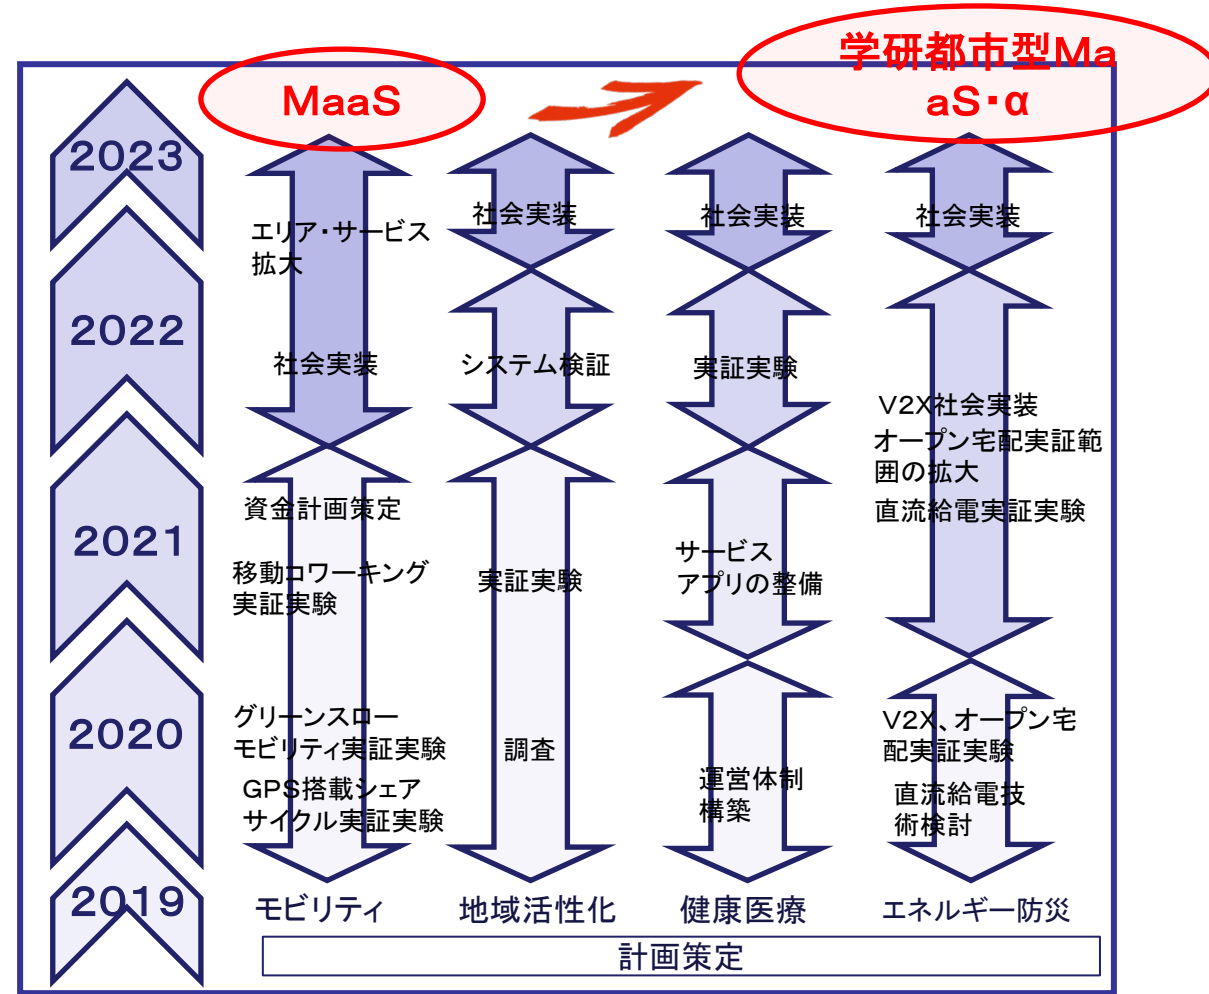 MaaS
学研都市型Ma
aS・α
2023
2022
2021
2020
2019
エリア・サービス
拡大
社会実装
資金計画策定
移動コワーキング
実証実験
グリーンスロー
モビリティ実証実験
GPS搭載シェア
サイクル実証実験
モビリティ
社会実装
システム検証
実証実験
調査
地域活性化
社会実装
実証実験
サービス
アプリの整備
運営体制
構築
健康医療
社会実装
V2X社会実装
オープン宅配実証範
囲の拡大
直流給電実証実験
V2X、オープン宅
配実証実験
直流給電技
術検討
エネルギー防災
計画策定